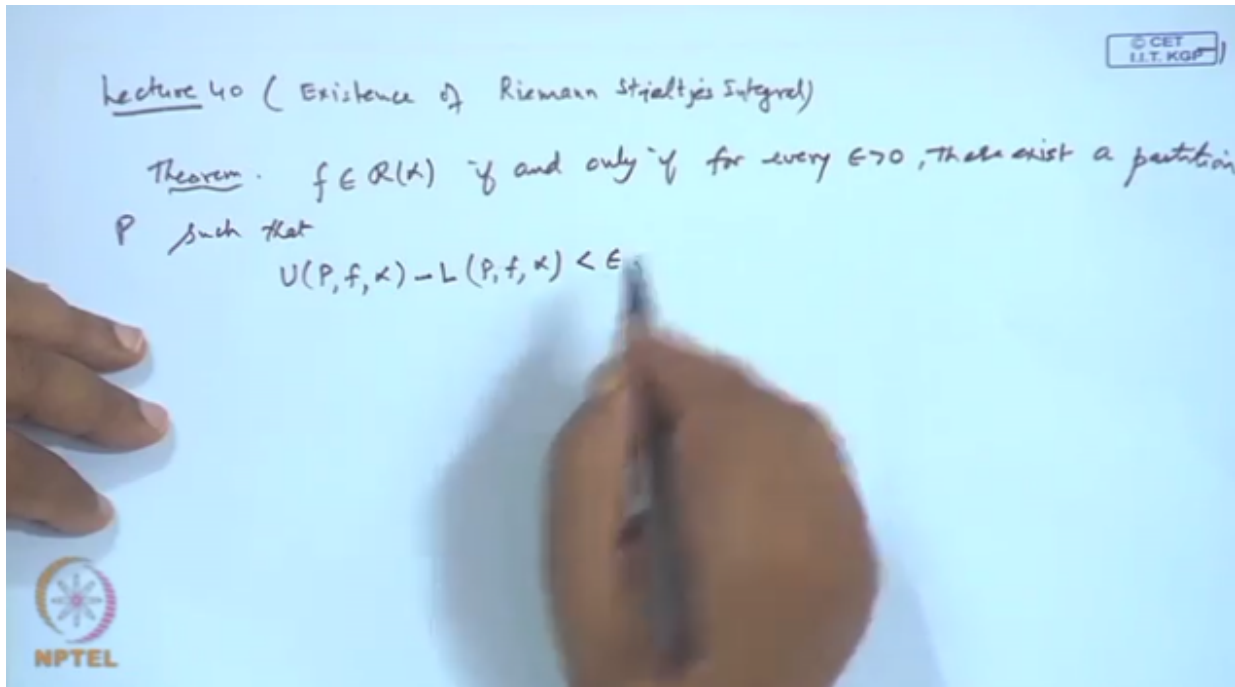 © CET
I.I.T. KGP
Lecture 40 ( Existence of Riemann Stjeltjes Integral)
Theorem. f ∈ R(α) if and only if for every ∈>0, there exist a partition
P such that
U(P, f, α) - L (P, f, α) < ∈
NPTEL